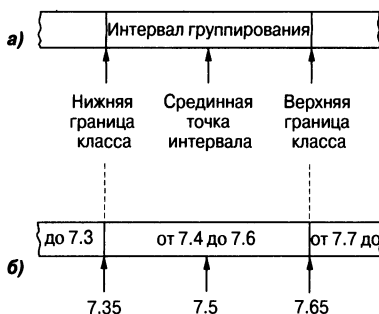 а)
Интервал группирования
Нижняя граница класса
Срединная точка интервала
Верхняя граница класса
б)
до 7.3
от 7.4 до 7.6
от 7.7 до
7.35
7.5
7.65